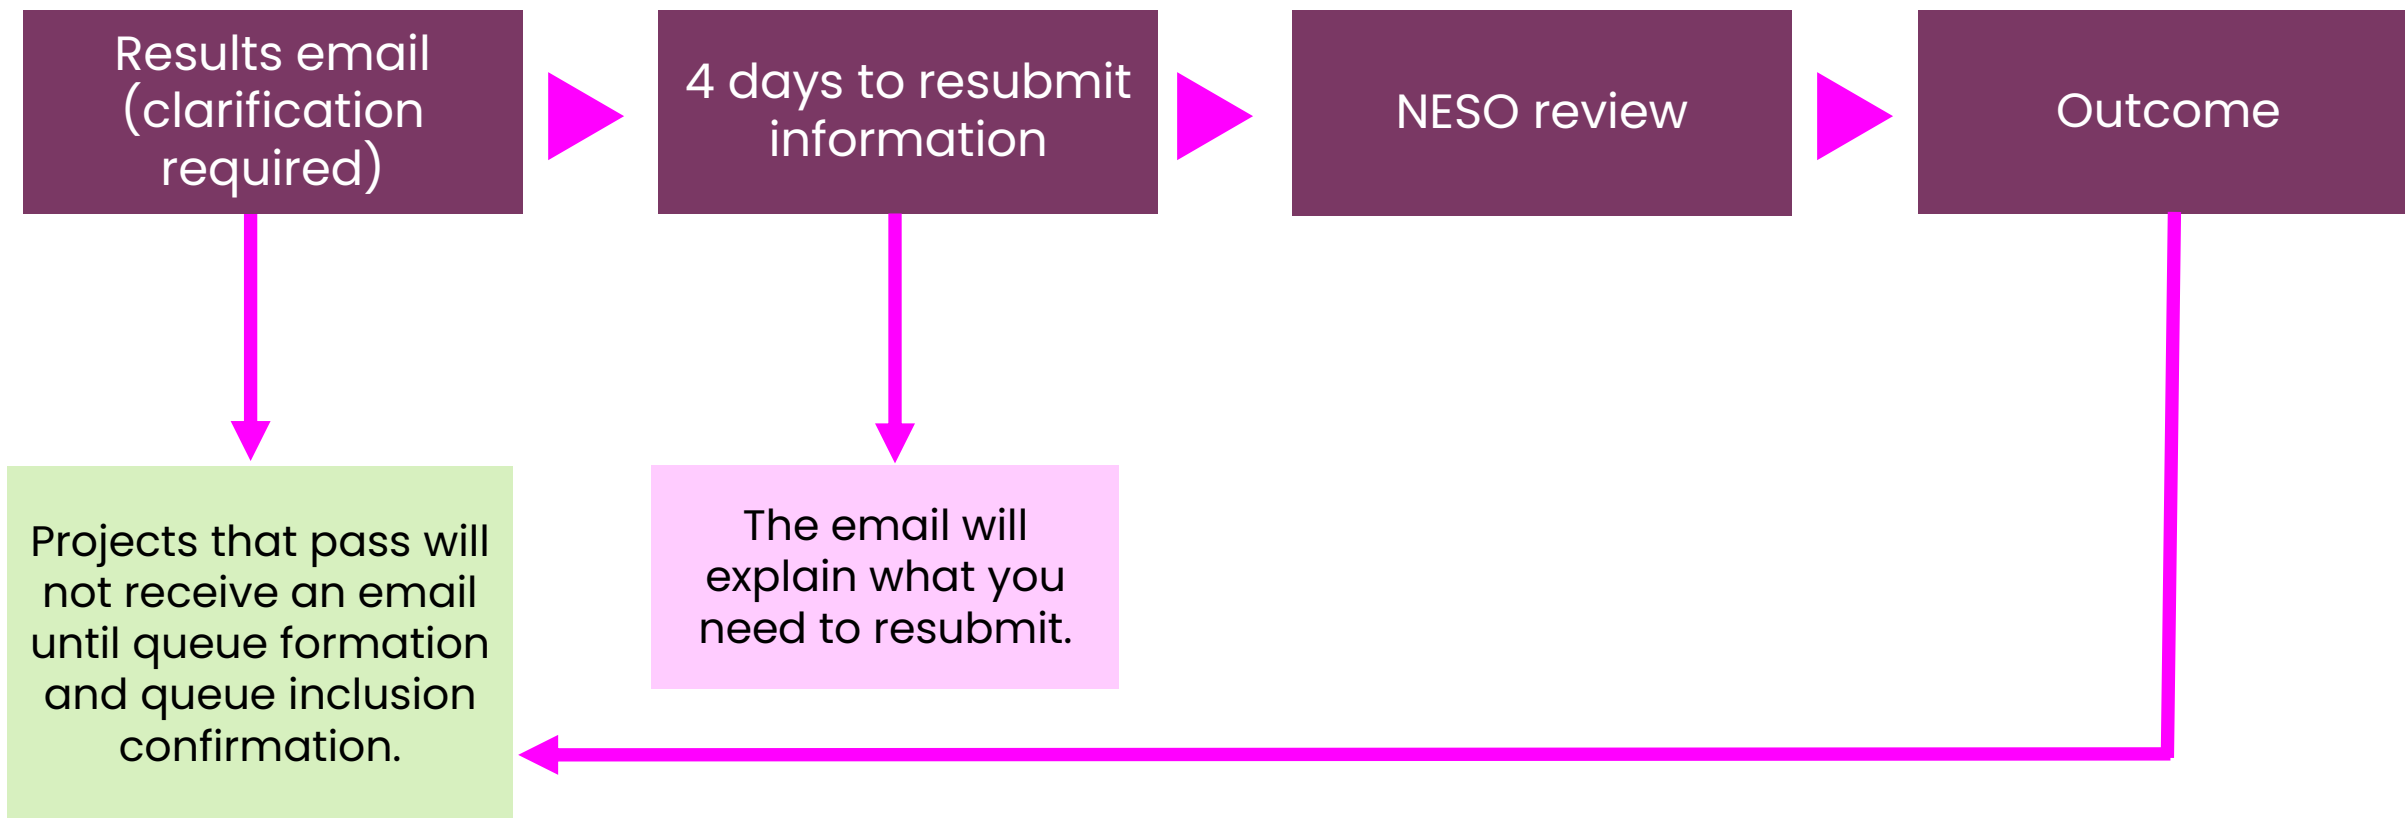 Results email
(clarification
required)
4 days to resubmit
information
NESO review
Outcome
Projects that pass will
not receive an email
until queue formation
and queue inclusion
confirmation.
The email will
explain what you
need to resubmit.